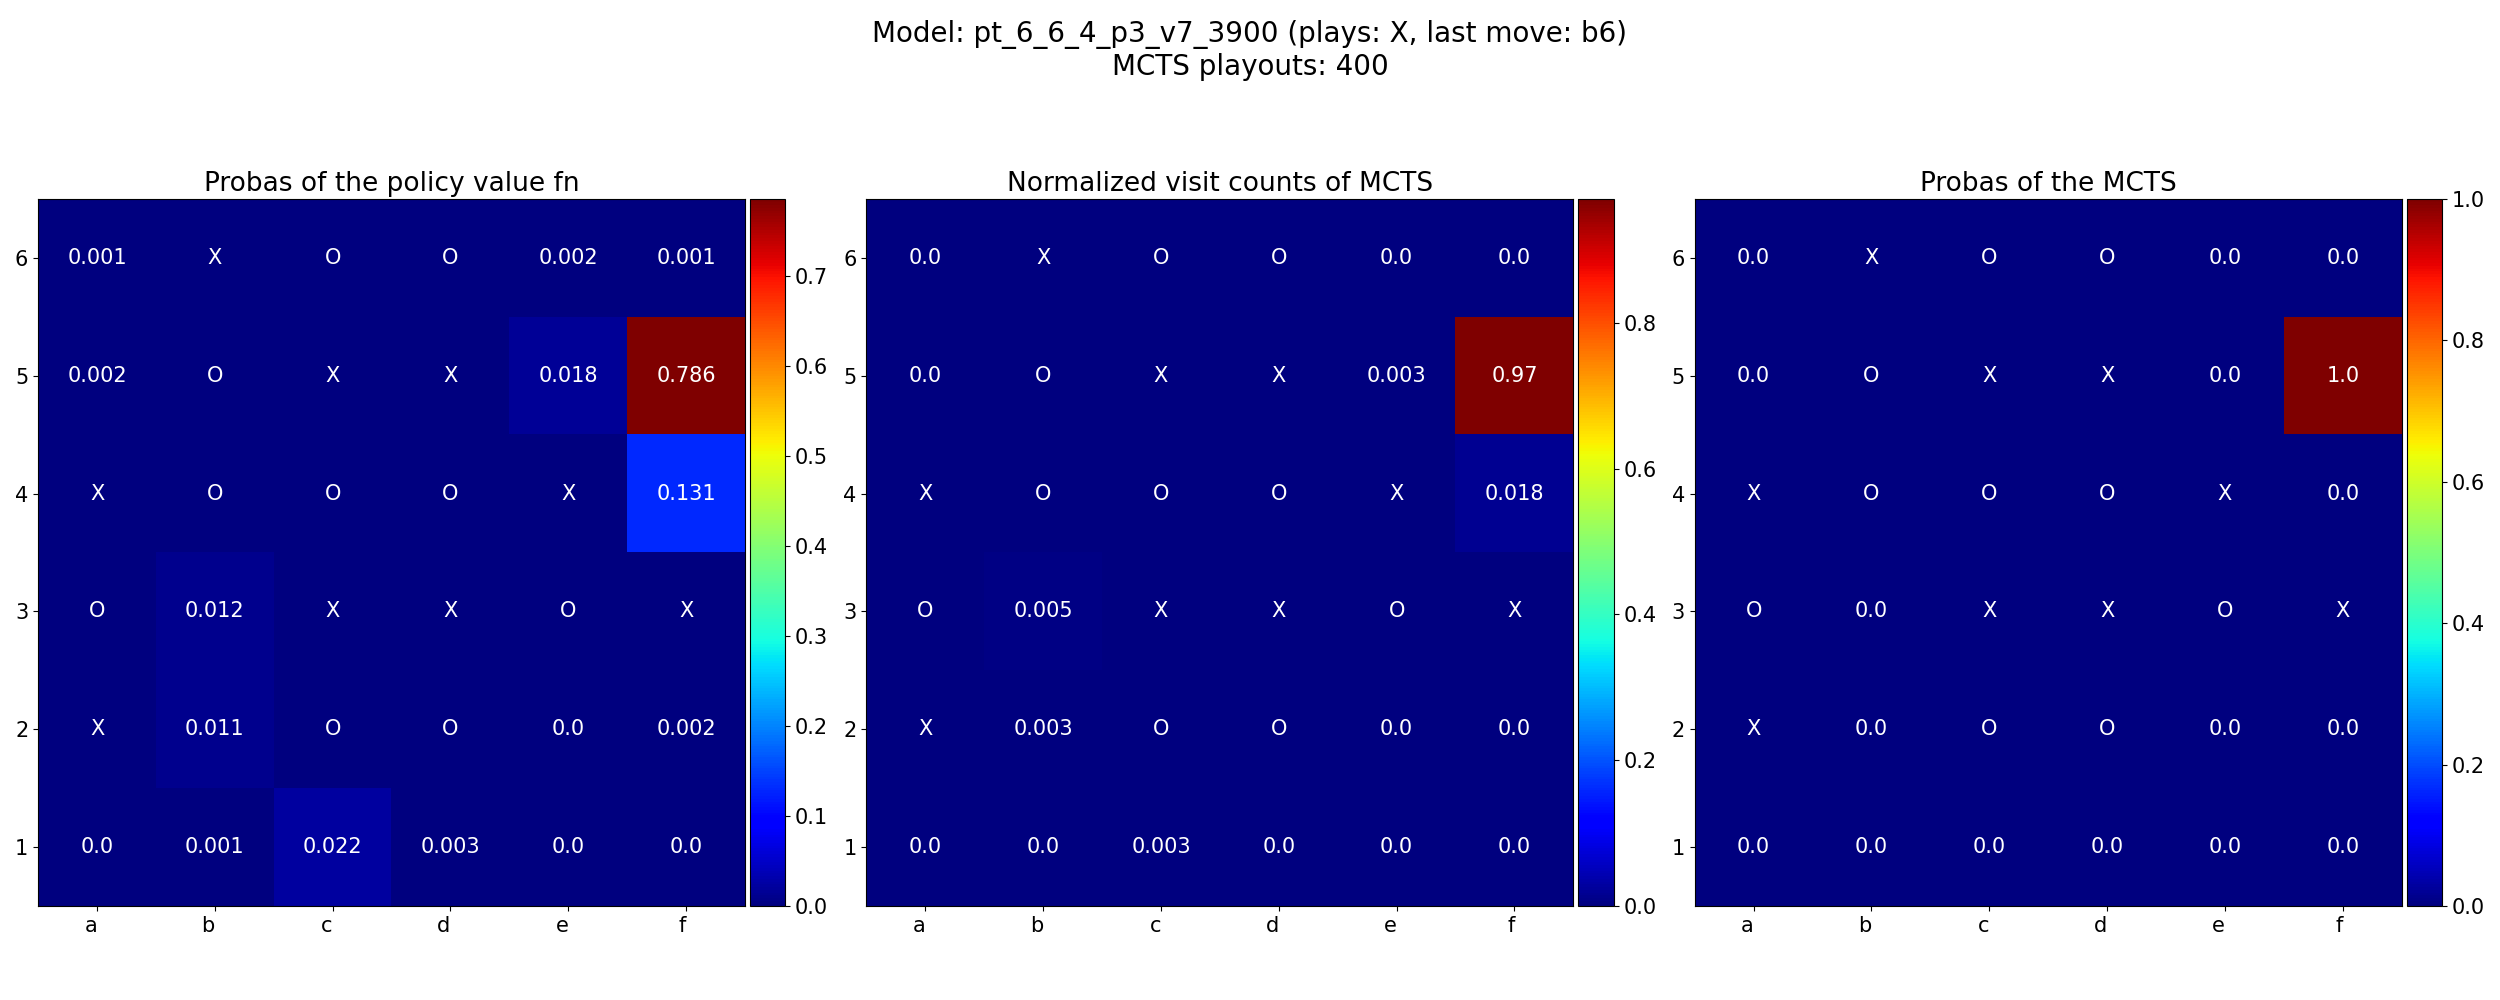 Model: pt_6_6_4_p3_v7_3900 (plays: X, last move: b6)
MCTS playouts: 400
Probas of the policy value fn
6 0.001 X O O 0.002 0.001
5 0.002 O X X 0.018 0.786
4 X O O O X 0.131
3 O 0.012 X X O X
2 X 0.011 O O 0.0 0.002
1 0.0 0.001 0.022 0.003 0.0 0.0
a b c d e f
0.7
0.6
0.5
0.4
0.3
0.2
0.1
0.0
Normalized visit counts of MCTS
6 0.0 X O O 0.0 0.0
5 0.0 O X X 0.003 0.97
4 X O O O X 0.018
3 O 0.005 X X O X
2 X 0.003 O O 0.0 0.0
1 0.0 0.0 0.003 0.0 0.0 0.0
a b c d e f
0.8
0.6
0.4
0.2
0.0
Probas of the MCTS
6 0.0 X O O 0.0 0.0
5 0.0 O X X 0.0 1.0
4 X O O O X 0.0
3 O 0.0 X X O X
2 X 0.0 O O 0.0 0.0
1 0.0 0.0 0.0 0.0 0.0 0.0
a b c d e f
1.0
0.8
0.6
0.4
0.2
0.0